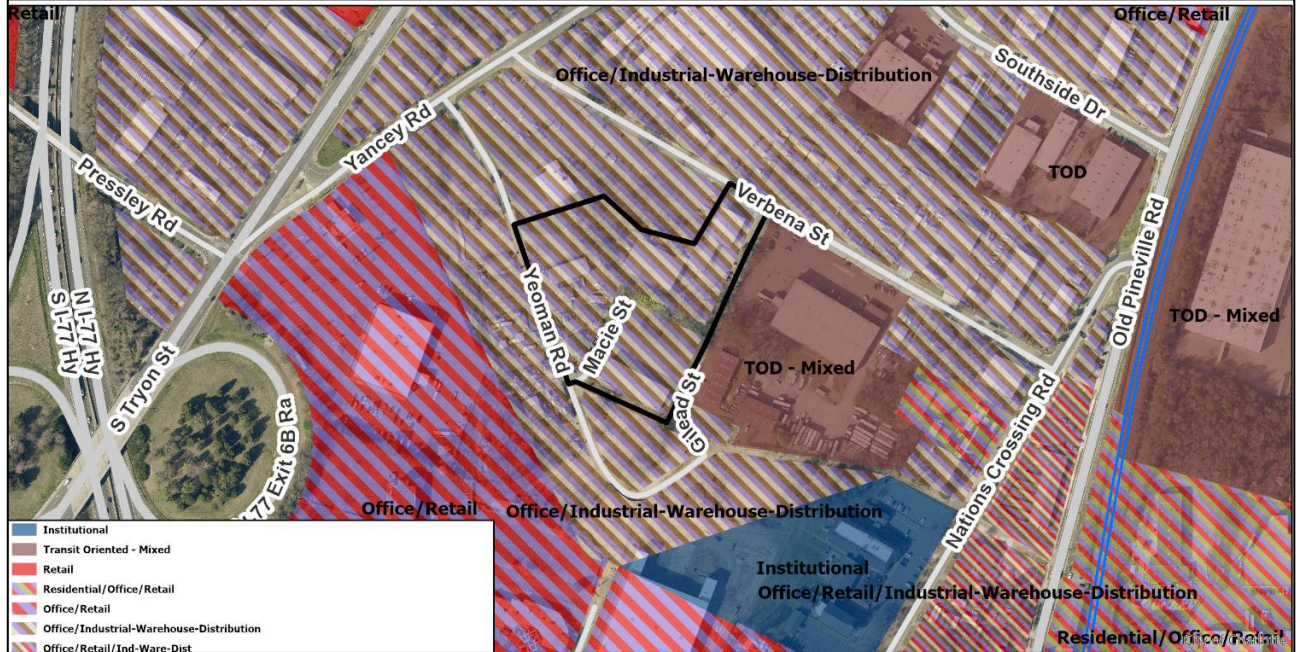 Retail
Office/Retail
Office/Industrial-Warehouse-Distribution
Southside Dr
Yancey Rd
Pressley Rd
TOD
Verbena St
Old Pineville Rd
S I-77 Hy
N I-77 Hy
Yeoman Rd
Macie St
TOD - Mixed
TOD - Mixed
S Tryon St
Gilead St
Nations Crossing Rd
I-77 Exit 6B Ra
Office/Retail
Office/Industrial-Warehouse-Distribution
Institutional
Office/Retail/Industrial-Warehouse-Distribution
Residential/Office/Retail
Institutional
Transit Oriented - Mixed
Retail
Residential/Office/Retail
Office/Retail
Office/Industrial-Warehouse-Distribution
Office/Retail/Ind-Ware-Dist